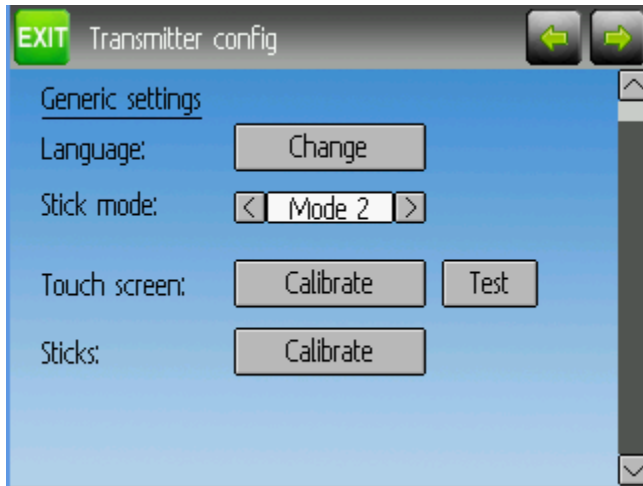 EXIT Transmitter config
Generic settings
Language: Change
Stick mode: < Mode 2 >
Touch screen: Calibrate Test
Sticks: Calibrate